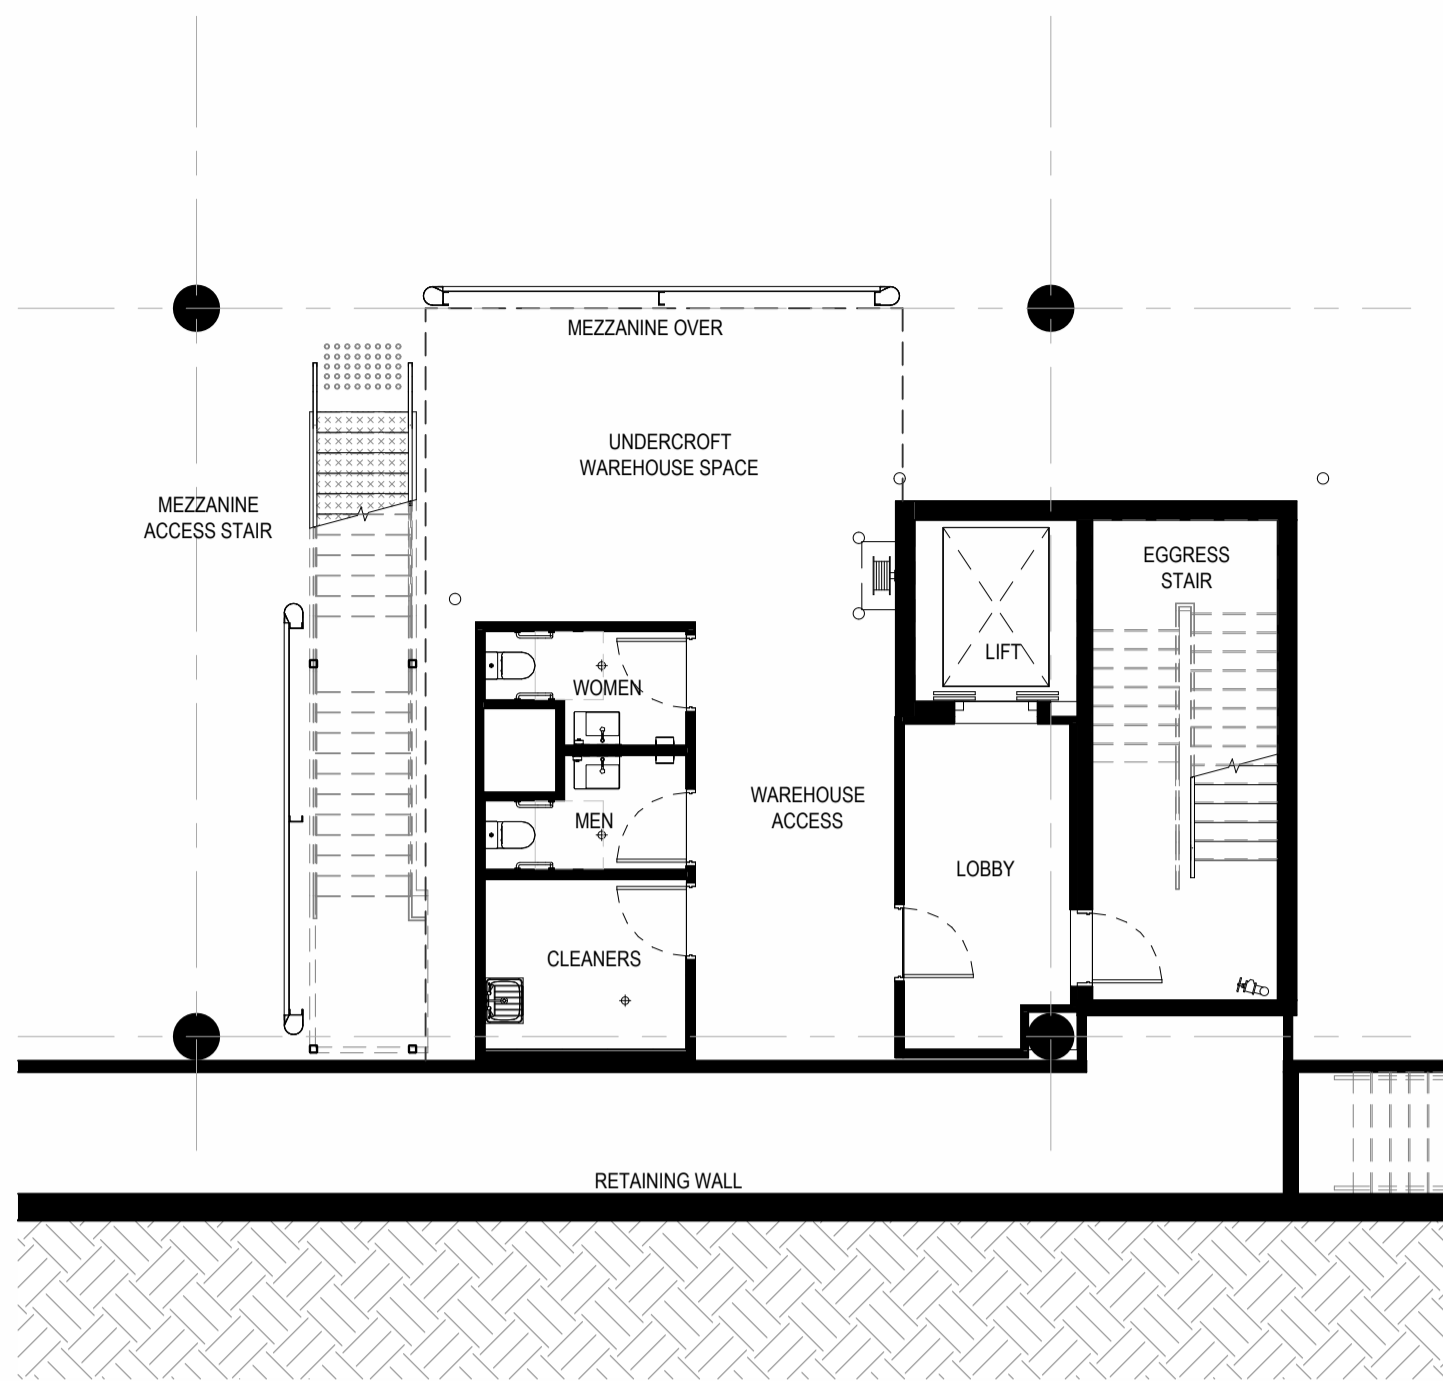 MEZZANINE OVER
UNDERCROFT
WAREHOUSE SPACE
MEZZANINE
ACCESS STAIR
EGGRESS
STAIR
LIFT
WOMEN
WAREHOUSE
ACCESS
MEN
LOBBY
CLEANERS
RETAINING WALL